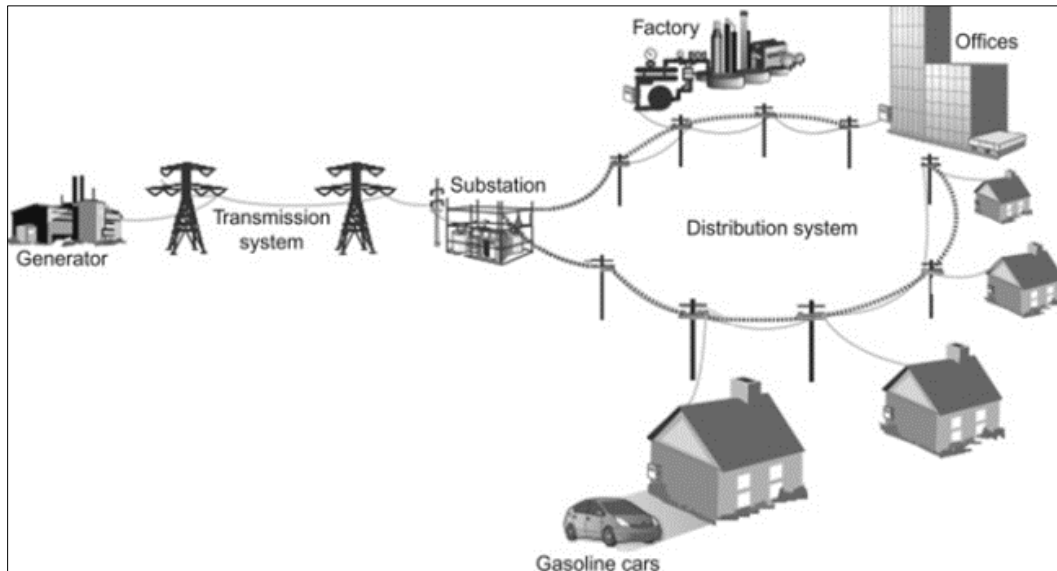 Factory
Offices
Substation
Transmission
system
Distribution system
Generator
Gasoline cars